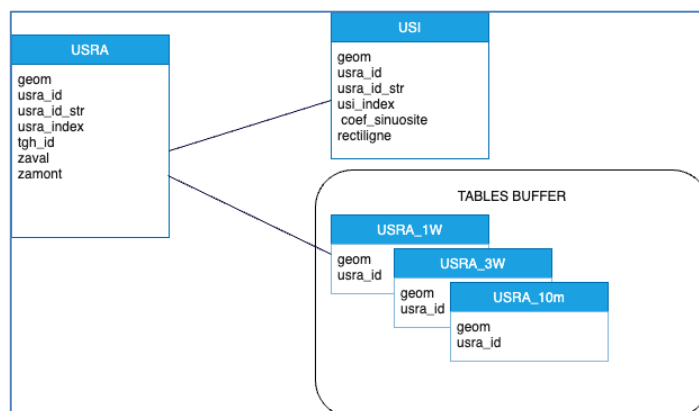 USRA
geom
usra_id
usra_id_str
usra_index
tgh_id
zaval
zamont
USI
geom
usra_id
usra_id_str
usi_index
coef_sinuosite
rectiligne
TABLES BUFFER
USRA_1W
geom
usra_id
USRA_3W
geom
usra_id
USRA_10m
geom
usra_id